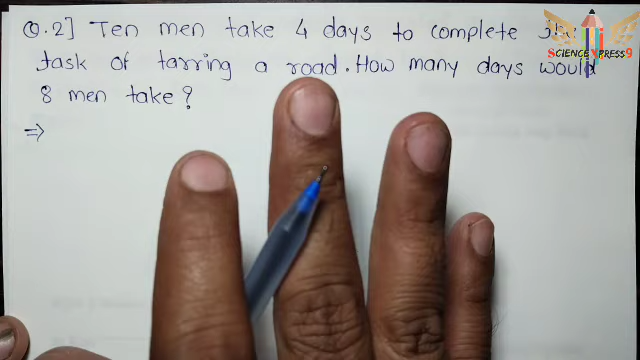 Q.2] Ten men take 4 days to complete the
task of tarring a road. How many days would
8 men take?
⇒
SCIENCE XPRESS9